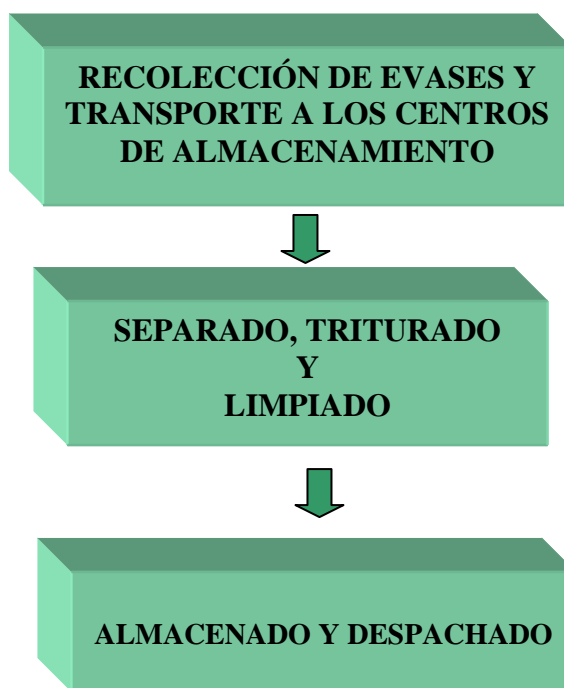 RECOLECCIÓN DE EVASES Y
TRANSPORTE A LOS CENTROS
DE ALMACENAMIENTO
SEPARADO, TRITURADO
Y
LIMPIADO
ALMACENADO Y DESPACHADO